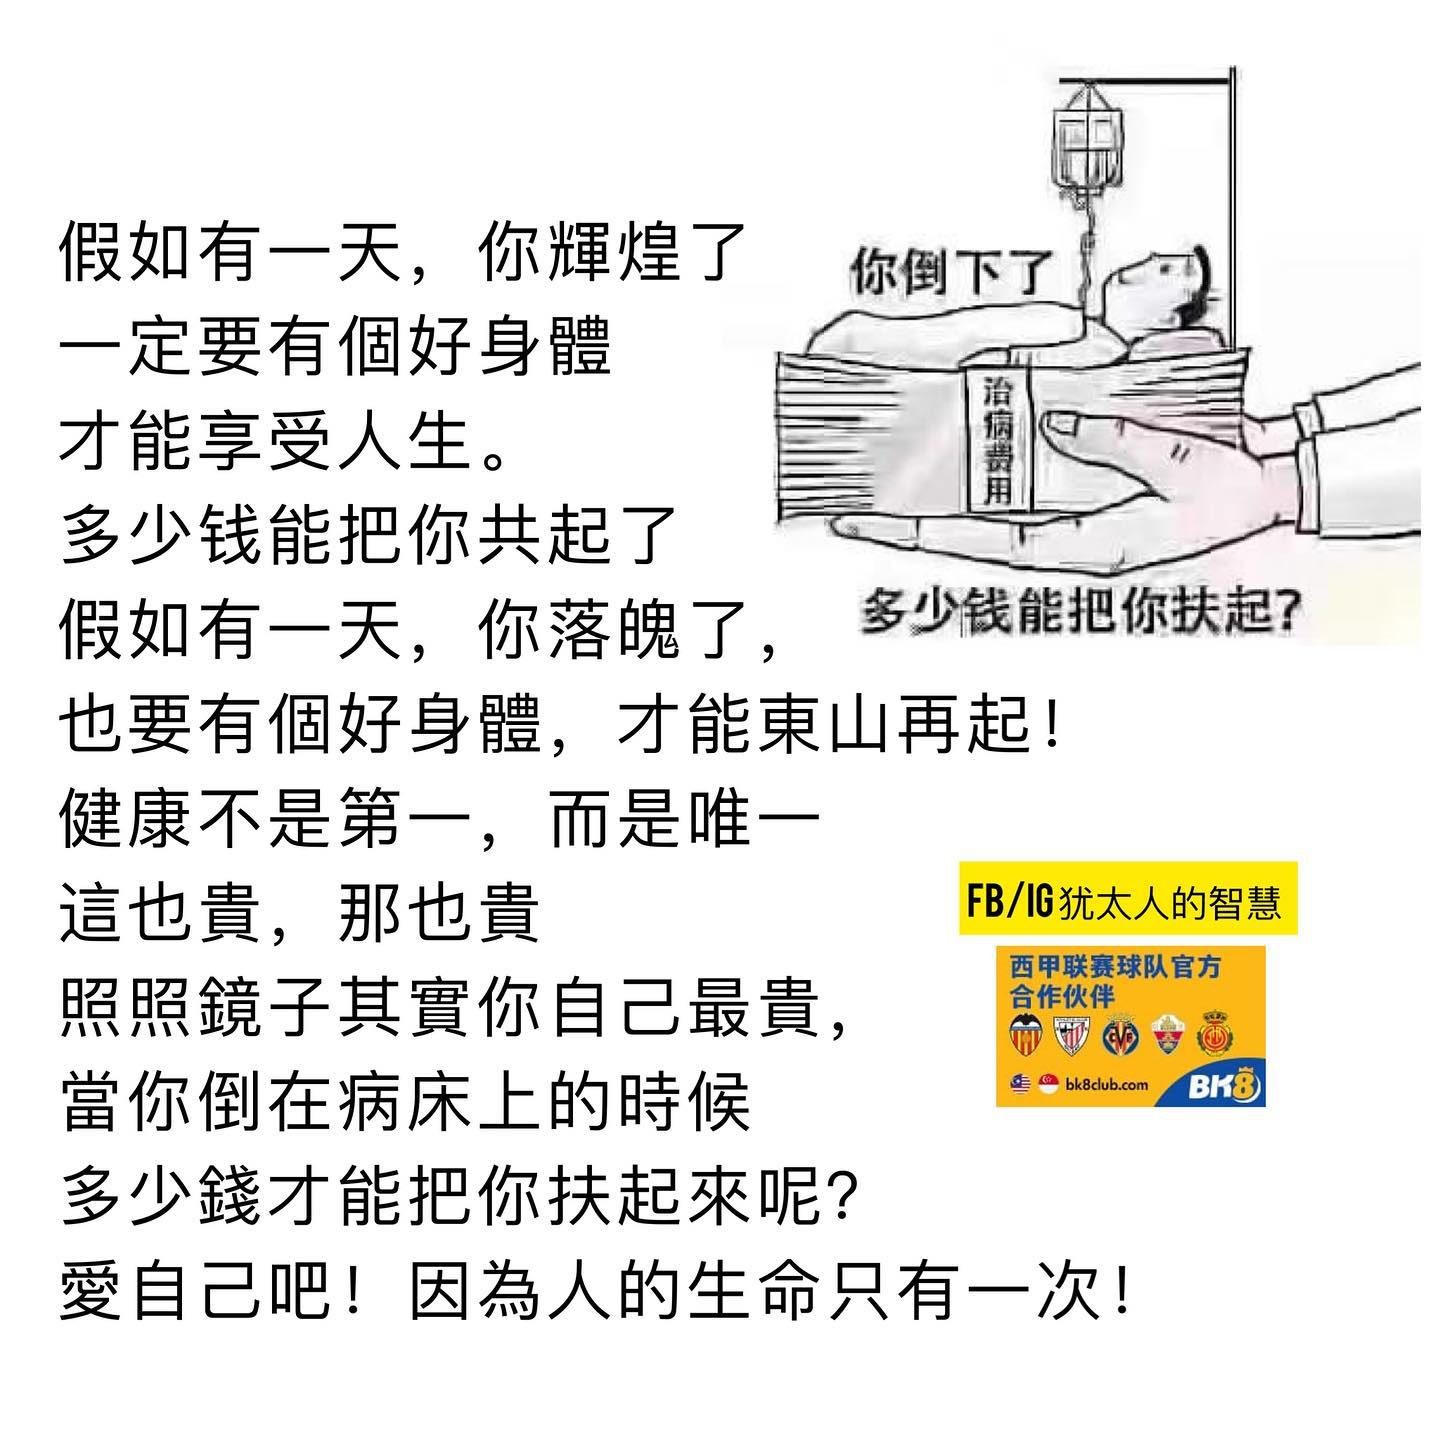 假如有一天，你輝煌了
一定要有個好身體
才能享受人生。
多少钱能把你共起了
假如有一天，你落魄了，
也要有個好身體，才能東山再起！
健康不是第一，而是唯一
這也貴，那也貴
照照鏡子其實你自己最貴，
當你倒在病床上的時候
多少錢才能把你扶起來呢？
愛自己吧！因為人的生命只有一次！
你倒下了
治病费用
多少钱能把你扶起?
FB/IG犹太人的智慧
西甲联赛球队官方
合作伙伴
CVB
bk8club.com
BK8